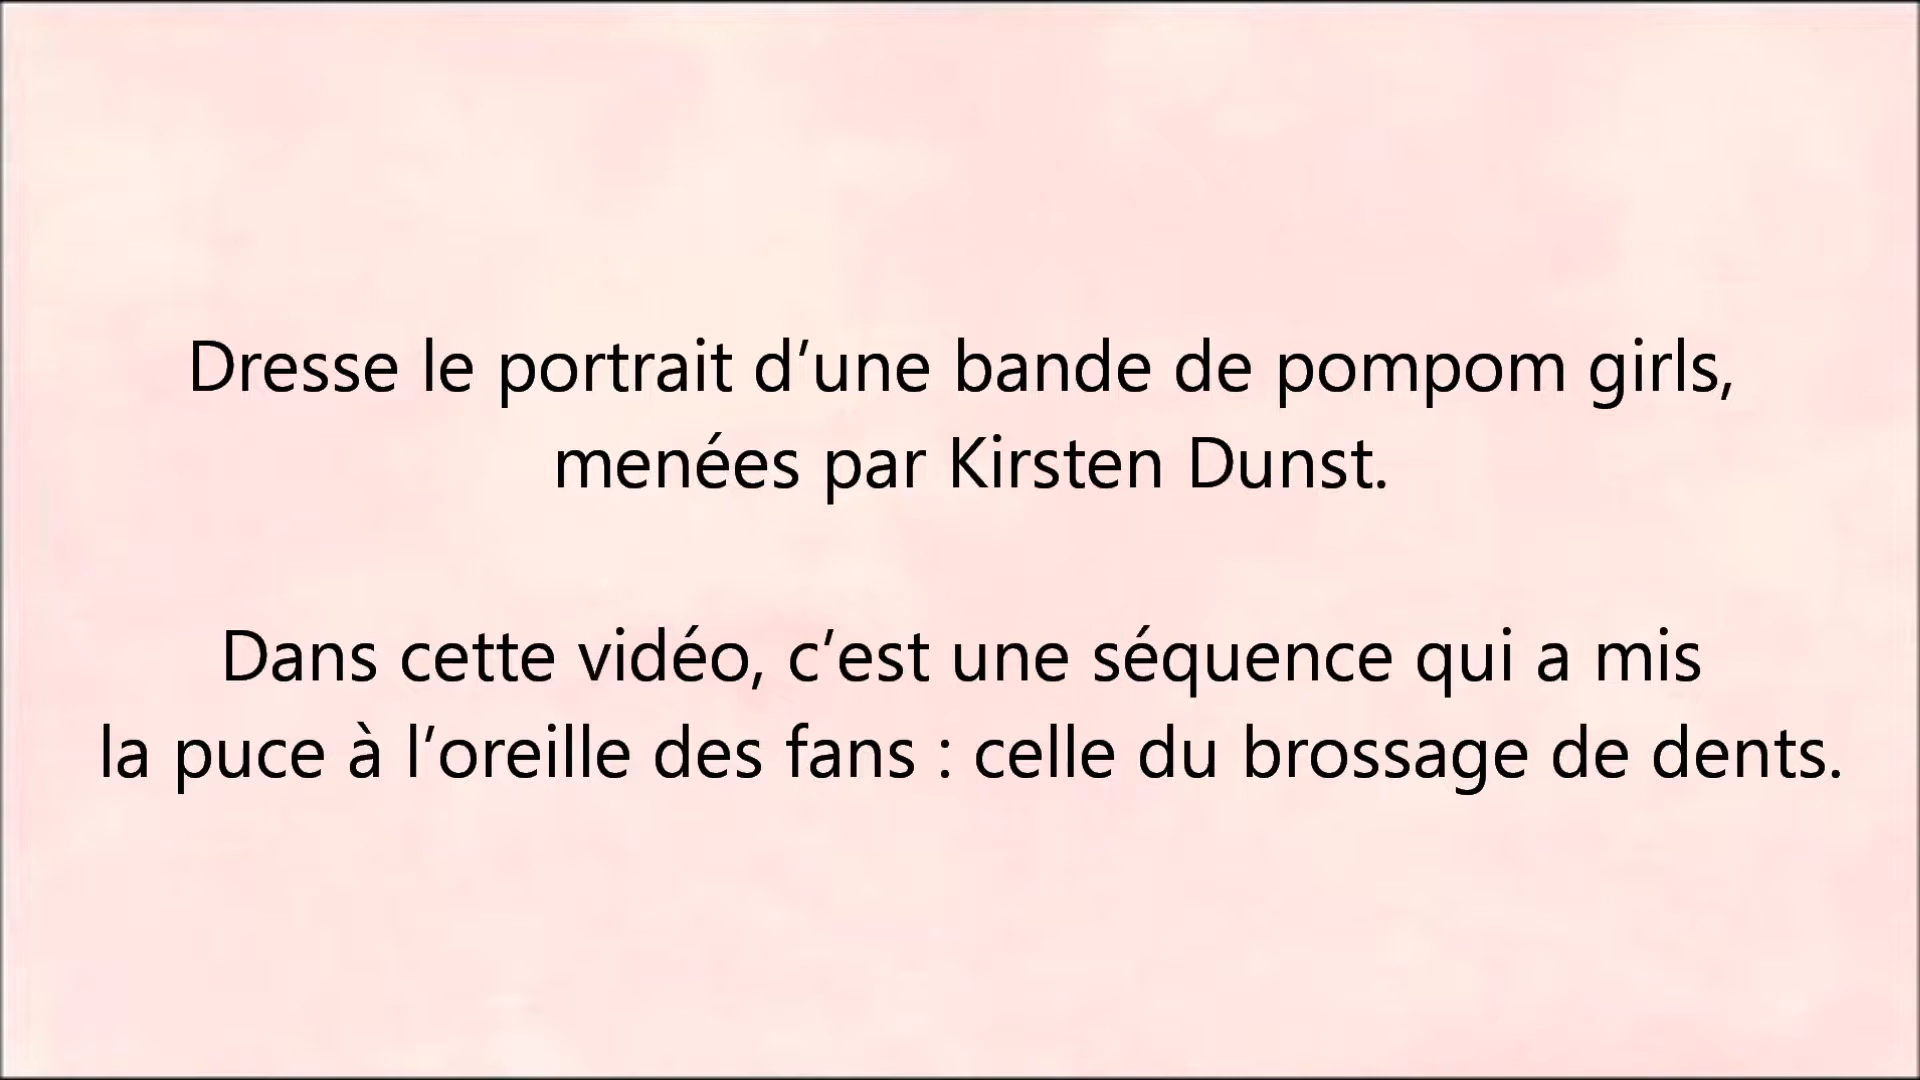 Dresse le portrait d’une bande de pompom girls,
menées par Kirsten Dunst.
Dans cette vidéo, c’est une séquence qui a mis
la puce à l’oreille des fans : celle du brossage de dents.